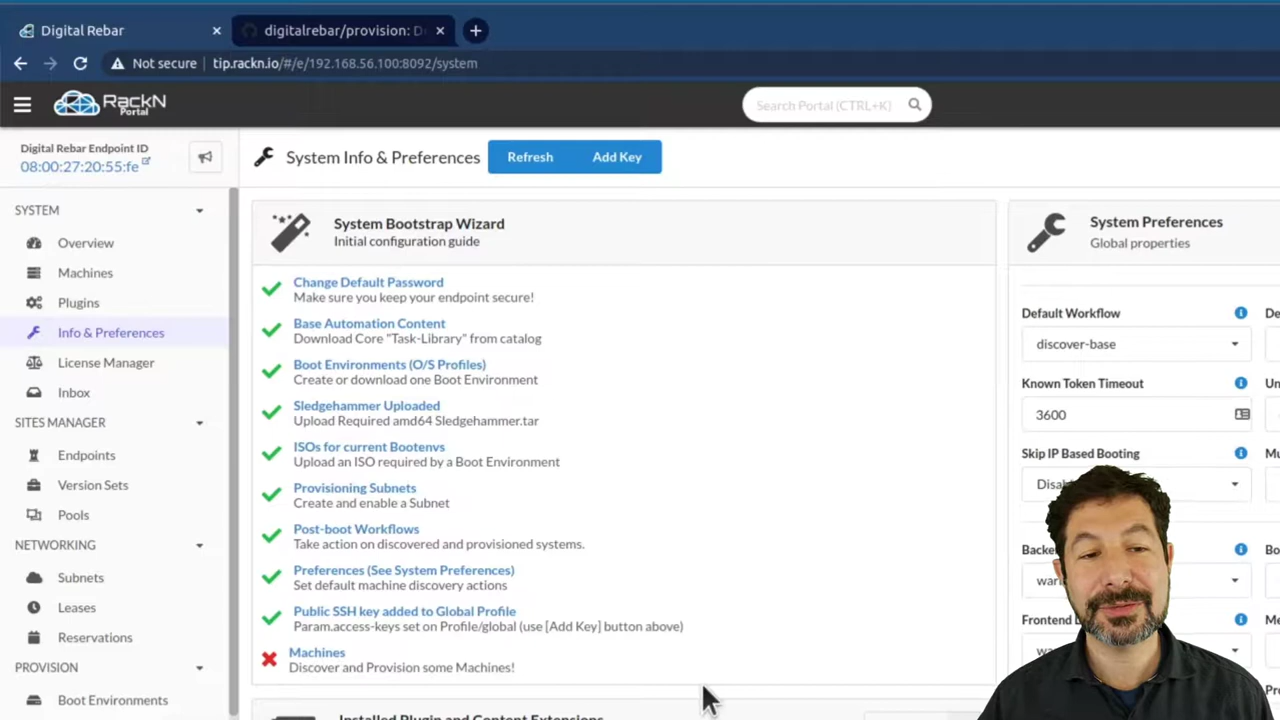 Digital Rebar
digitalrebar/provision: D
Not secure
tip.rackn.io/#/e/192.168.56.100:8092/system
RackN
Portal
Search Portal (CTRL+K)
Digital Rebar Endpoint ID
08:00:27:20:55:fe
System Info & Preferences
Refresh
Add Key
SYSTEM
Overview
Machines
Plugins
Info & Preferences
License Manager
Inbox
SITES MANAGER
Endpoints
Version Sets
Pools
NETWORKING
Subnets
Leases
Reservations
PROVISION
Boot Environments
System Bootstrap Wizard
Initial configuration guide
Change Default Password
Make sure you keep your endpoint secure!
Base Automation Content
Download Core "Task-Library" from catalog
Boot Environments (O/S Profiles)
Create or download one Boot Environment
Sledgehammer Uploaded
Upload Required amd64 Sledgehammer.tar
ISOs for current Bootenvs
Upload an ISO required by a Boot Environment
Provisioning Subnets
Create and enable a Subnet
Post-boot Workflows
Take action on discovered and provisioned systems.
Preferences (See System Preferences)
Set default machine discovery actions
Public SSH key added to Global Profile
Param.access-keys set on Profile/global (use [Add Key] button above)
Machines
Discover and Provision some Machines!
Installed Plugin and Content Extensions
System Preferences
Global properties
Default Workflow
discover-base
Known Token Timeout
3600
Skip IP Based Booting